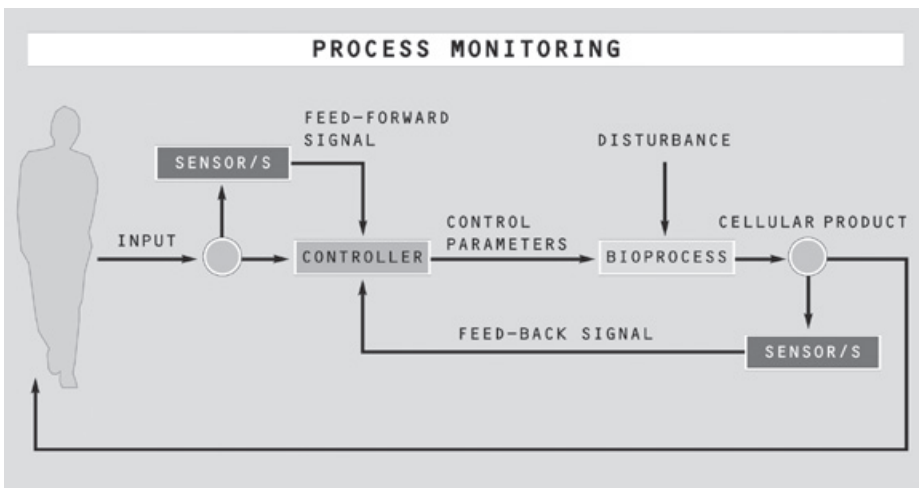 PROCESS MONITORING
FEED-FORWARD
SIGNAL
SENSOR/S
DISTURBANCE
INPUT
CONTROLLER
CONTROL
PARAMETERS
BIOPROCESS
CELLULAR PRODUCT
FEED-BACK SIGNAL
SENSOR/S